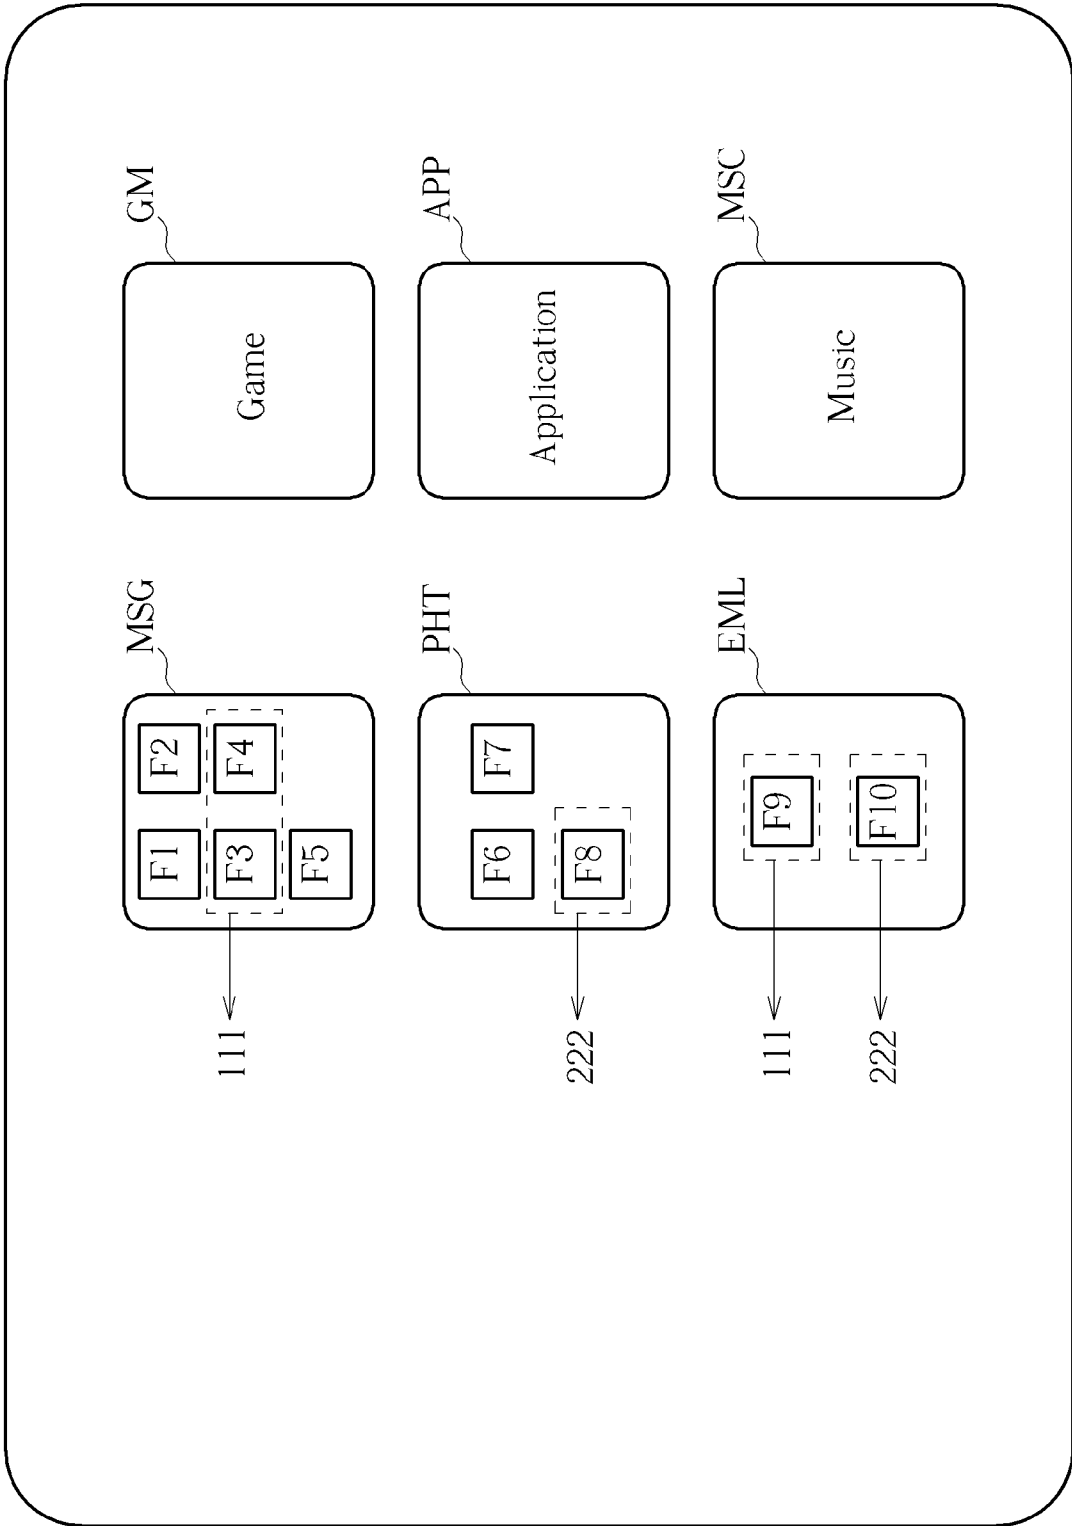 MSG GM
F1 F2
111 F3 F4 Game
F5
PHT APP
F6 F7
Application
222 F8
EML MSC
111 F9
Music
222 F10